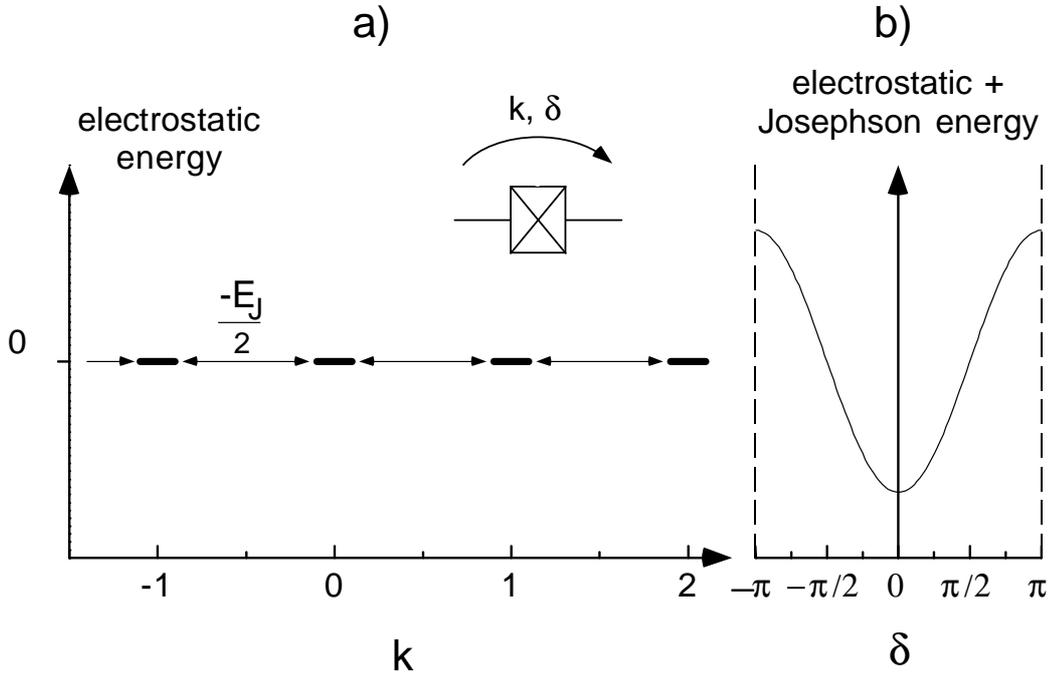 a)
b)
electrostatic
energy
k, δ
electrostatic +
Josephson energy
-E_J
2
0
-1 0 1 2
k
−π −π/2 0 π/2 π
δ